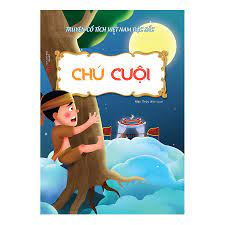 TRUYỆN CỔ TÍCH VIỆT NAM ĐẶC SẮC
CHÚ CUỘI